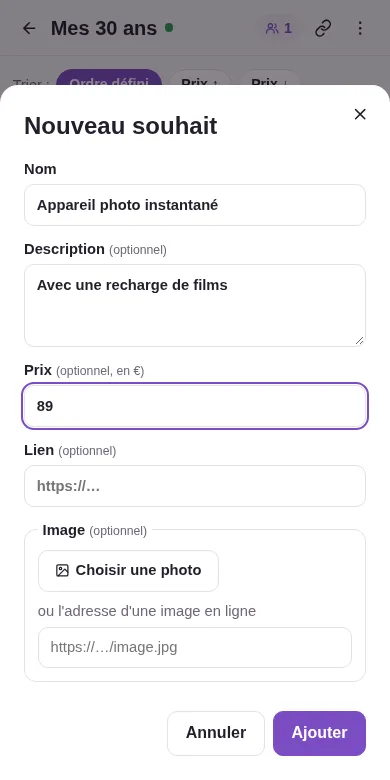 Mes 30 ans
1
Trier : Ordre défini Prix ↑ Prix ↓
Nouveau souhait
Nom
Appareil photo instantané
Description (optionnel)
Avec une recharge de films
Prix (optionnel, en €)
89
Lien (optionnel)
https://…
Image (optionnel)
Choisir une photo
ou l'adresse d'une image en ligne
https://…/image.jpg
Annuler
Ajouter